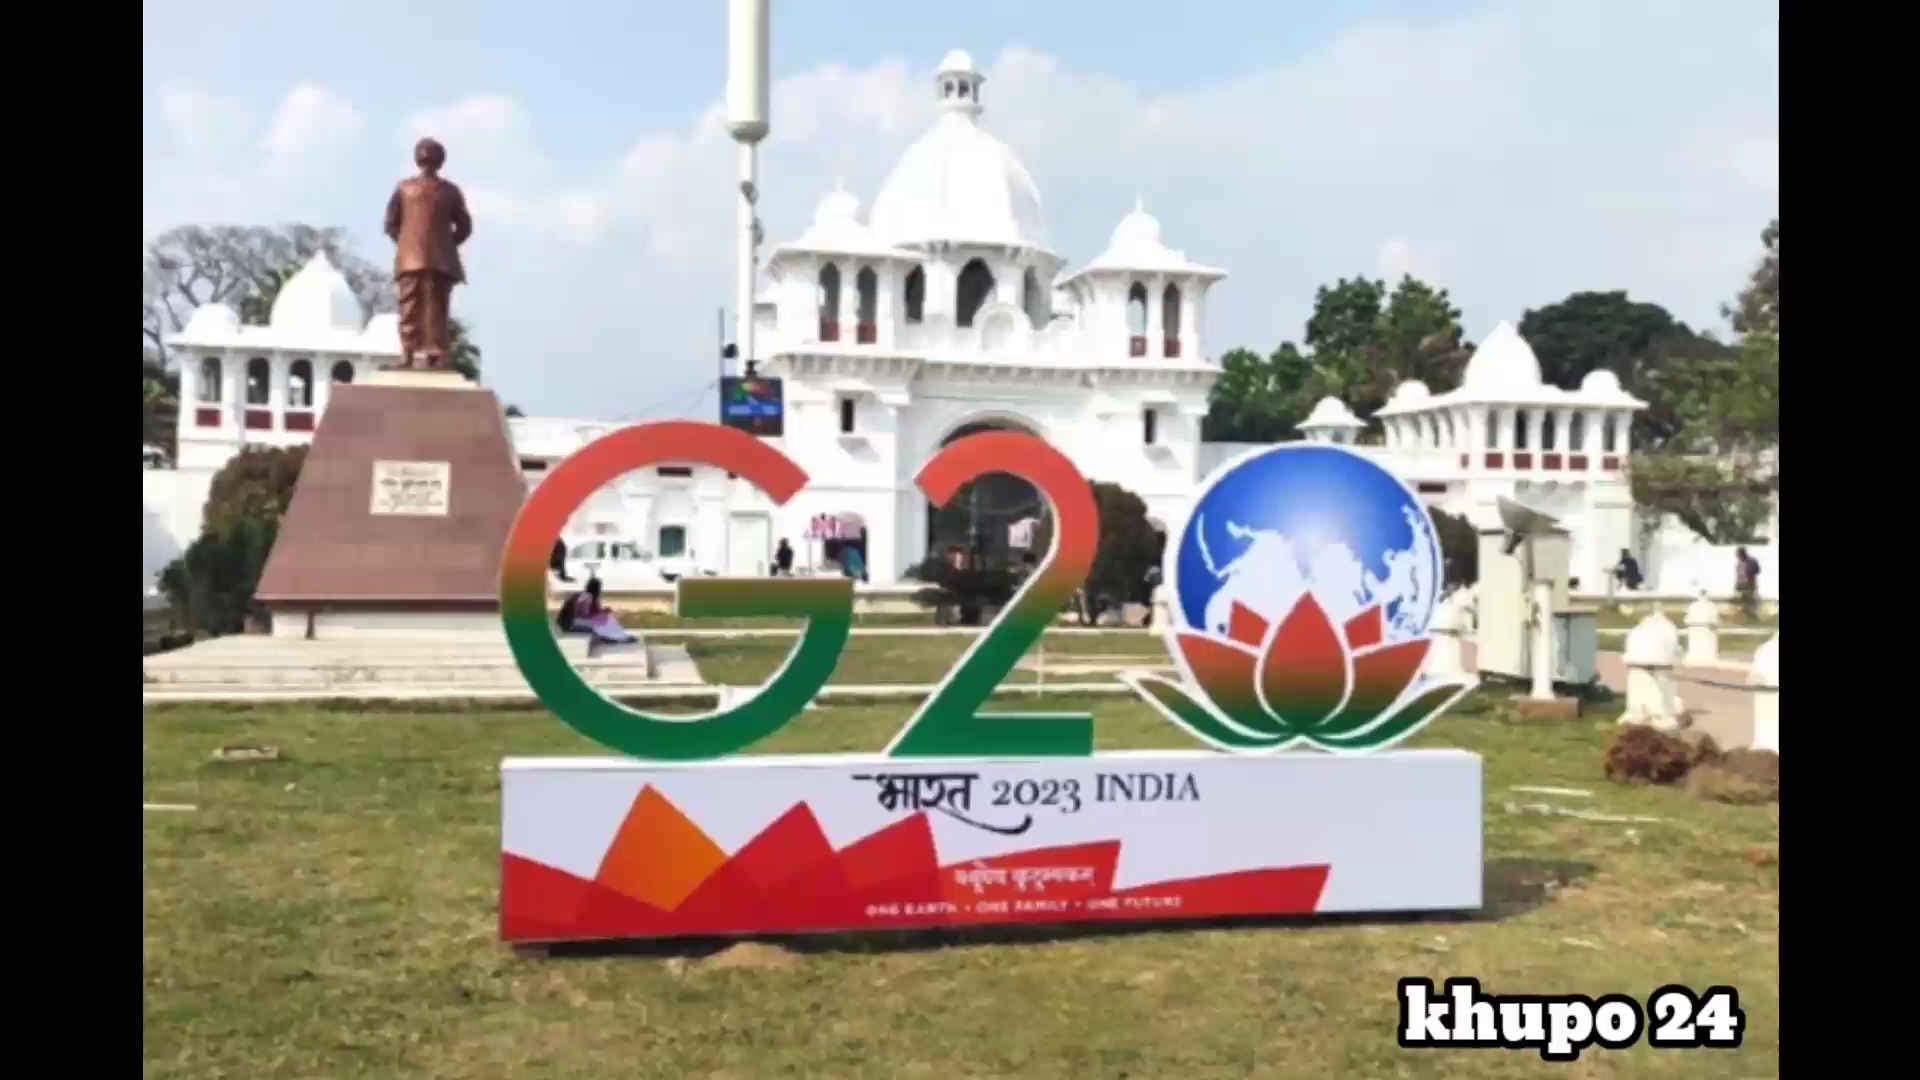 G20
भारत 2023 INDIA
वसुधैव कुटुम्बकम्
ONE EARTH • ONE FAMILY • ONE FUTURE
khupo 24